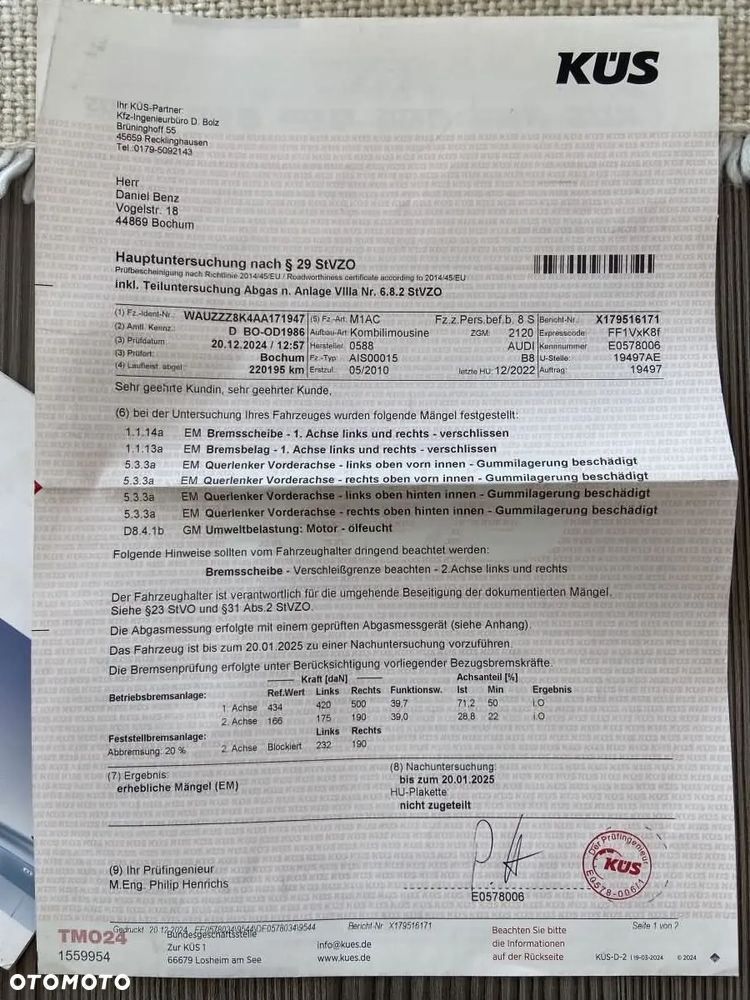 KÜS
Ihr KÜS-Partner:
Kfz-Ingenieurbüro D. Bolz
Brüninghoff 55
45659 Recklinghausen
Tel.:0179-5092143
Herr
Daniel Benz
Vogelstr. 18
44869 Bochum
Hauptuntersuchung nach § 29 StVZO
Prüfbescheinigung nach Richtlinie 2014/45/EU / Roadworthiness certificate according to 2014/45/EU
inkl. Teiluntersuchung Abgas n. Anlage VIIIa Nr. 6.8.2 StVZO
(1) Fz.-Ident-Nr.: WAUZZZ8K4AA171947 (5) Fz.-Art: M1AC Fz.z.Pers.bef.b. 8 S Bericht-Nr.: X179516171
(2) Amtl. Kennz.: D BO-OD1986 Aufbau-Art: Kombilimousine ZGM: 2120 Expresscode: FF1VxK8f
(3) Prüfdatum: 20.12.2024 / 12:57 Hersteller: 0588 AUDI Kennnummer: E0578006
(3) Prüfort: Bochum Fz.-Typ: AIS00015 B8 U-Stelle: 19497AE
(4) Laufleist. abgel.: 220195 km Erstzul.: 05/2010 letzte HU: 12/2022 Auftrag: 19497
Sehr geehrte Kundin, sehr geehrter Kunde,
(6) bei der Untersuchung Ihres Fahrzeuges wurden folgende Mängel festgestellt:
1.1.14a EM Bremsscheibe - 1. Achse links und rechts - verschlissen
1.1.13a EM Bremsbelag - 1. Achse links und rechts - verschlissen
5.3.3a EM Querlenker Vorderachse - links oben vorn innen - Gummilagerung beschädigt
5.3.3a EM Querlenker Vorderachse - rechts oben vorn innen - Gummilagerung beschädigt
5.3.3a EM Querlenker Vorderachse - links oben hinten innen - Gummilagerung beschädigt
5.3.3a EM Querlenker Vorderachse - rechts oben hinten innen - Gummilagerung beschädigt
D8.4.1b GM Umweltbelastung: Motor - ölfeucht
Folgende Hinweise sollten vom Fahrzeughalter dringend beachtet werden:
Bremsscheibe - Verschleißgrenze beachten - 2.Achse links und rechts
Der Fahrzeughalter ist verantwortlich für die umgehende Beseitigung der dokumentierten Mängel.
Siehe §23 StVO und §31 Abs.2 StVZO.
Die Abgasmessung erfolgte mit einem geprüften Abgasmessgerät (siehe Anhang).
Das Fahrzeug ist bis zum 20.01.2025 zu einer Nachuntersuchung vorzuführen.
Die Bremsenprüfung erfolgte unter Berücksichtigung vorliegender Bezugsbremskräfte.
Kraft [daN] Achsanteil [%]
Betriebsbremsanlage: Ref.Wert Links Rechts Funktionsw. Ist Min Ergebnis
1. Achse 434 420 500 39,7 71,2 50 I.O
2. Achse 166 175 190 39,0 28,8 22 I.O
Feststellbremsanlage: Links Rechts
Abbremsung: 20 % 2. Achse Blockiert 232 190
(7) Ergebnis:
erhebliche Mängel (EM)
(8) Nachuntersuchung:
bis zum 20.01.2025
HU-Plakette
nicht zugeteilt
(9) Ihr Prüfingenieur
M.Eng. Philip Henrichs
E0578006
Der Prüfingenieur
KÜS
E0578-006/1
Gedruckt 20.12.2024 Bericht-Nr X179516171 Seite 1 von 2
TMO24
1559954
Bundesgeschäftsstelle
Zur KÜS 1
66679 Losheim am See
info@kues.de
www.kues.de
Beachten Sie bitte
die Informationen
auf der Rückseite
KÜS-D-2 | 19-03-2024 © 2024
OTOMOTO